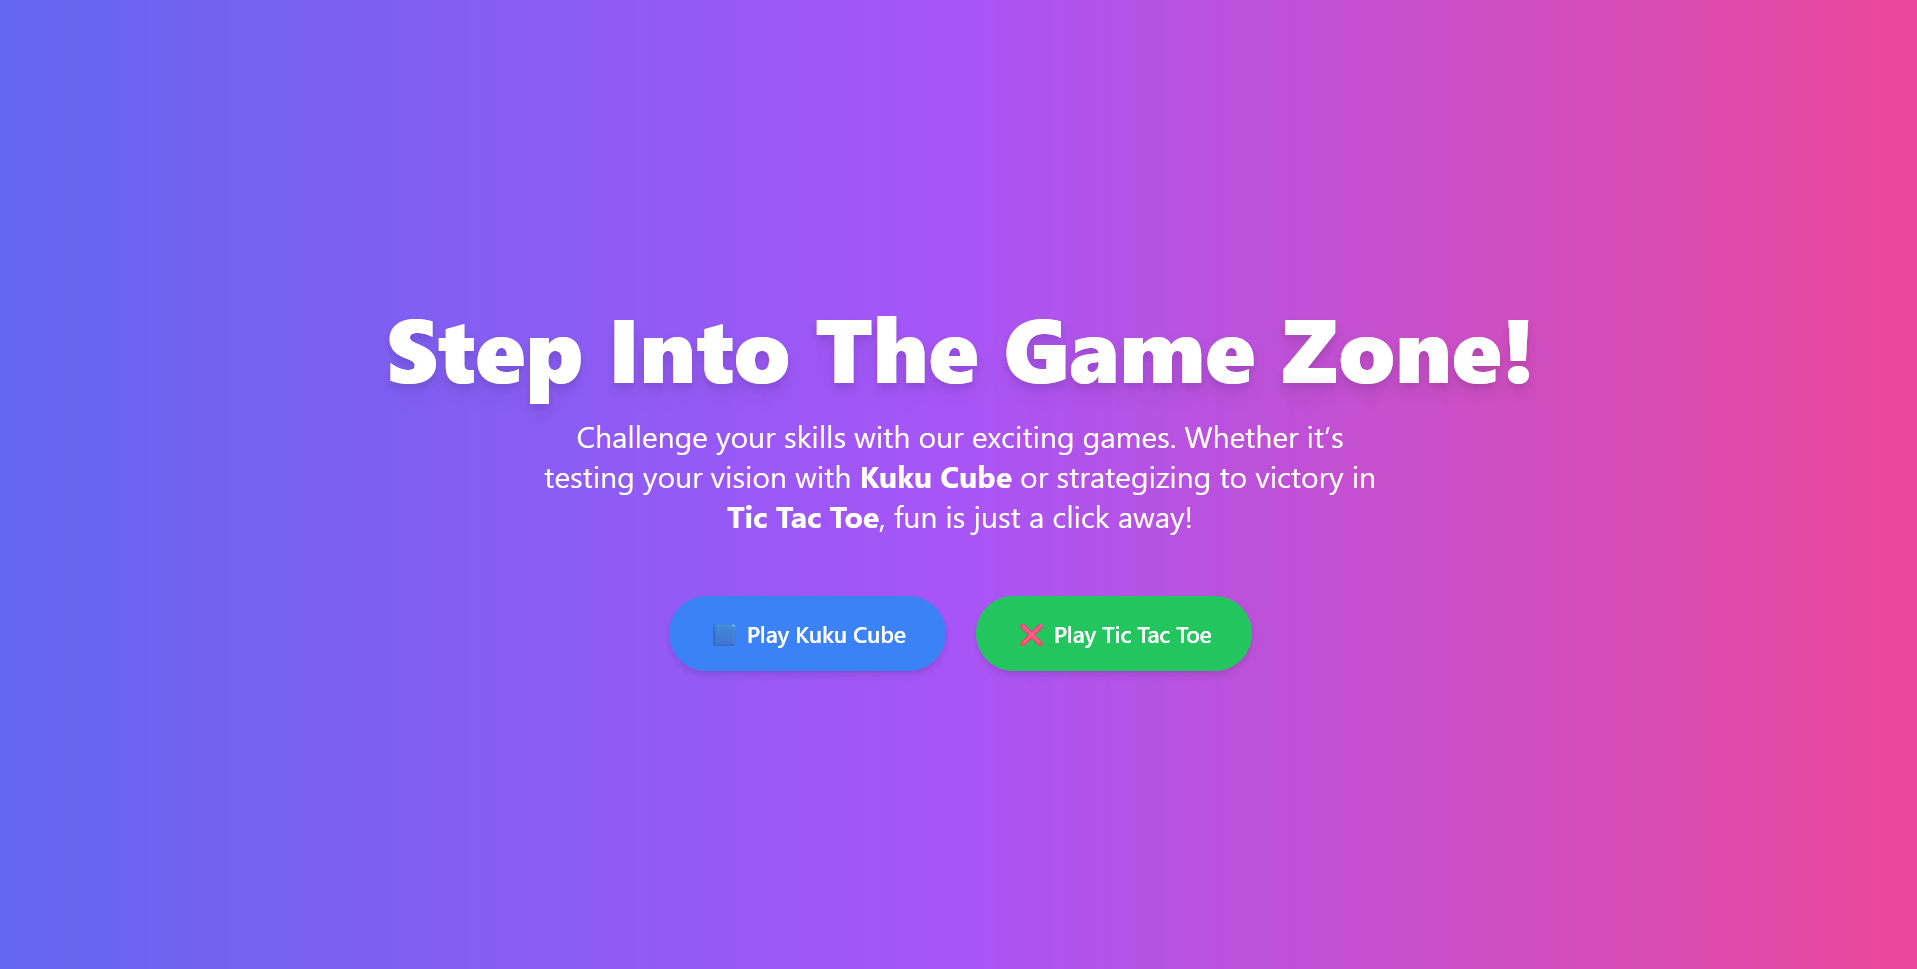 Step Into The Game Zone!
Challenge your skills with our exciting games. Whether it’s
testing your vision with Kuku Cube or strategizing to victory in
Tic Tac Toe, fun is just a click away!
Play Kuku Cube
Play Tic Tac Toe